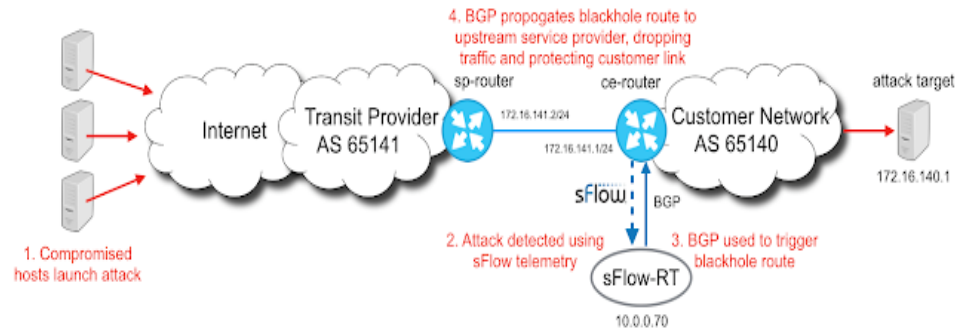 4. BGP propogates blackhole route to
upstream service provider, dropping
traffic and protecting customer link
sp-router
ce-router
attack target
Internet
Transit Provider
AS 65141
172.16.141.2/24
172.16.141.1/24
Customer Network
AS 65140
172.16.140.1
sFlow
BGP
1. Compromised
hosts launch attack
2. Attack detected using
sFlow telemetry
3. BGP used to trigger
blackhole route
sFlow-RT
10.0.0.70